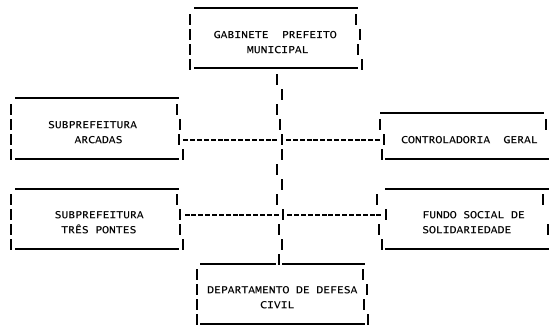 GABINETE PREFEITO
MUNICIPAL
SUBPREFEITURA
ARCADAS
CONTROLADORIA GERAL
SUBPREFEITURA
TRÊS PONTES
FUNDO SOCIAL DE
SOLIDARIEDADE
DEPARTAMENTO DE DEFESA
CIVIL